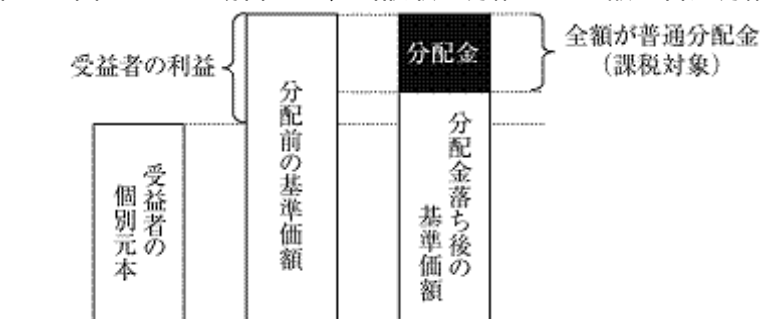 受益者の利益
分配金
全額が普通分配金
(課税対象)
受益者の
個別元本
分配前の基準価額
分配金落ち後の
基準価額